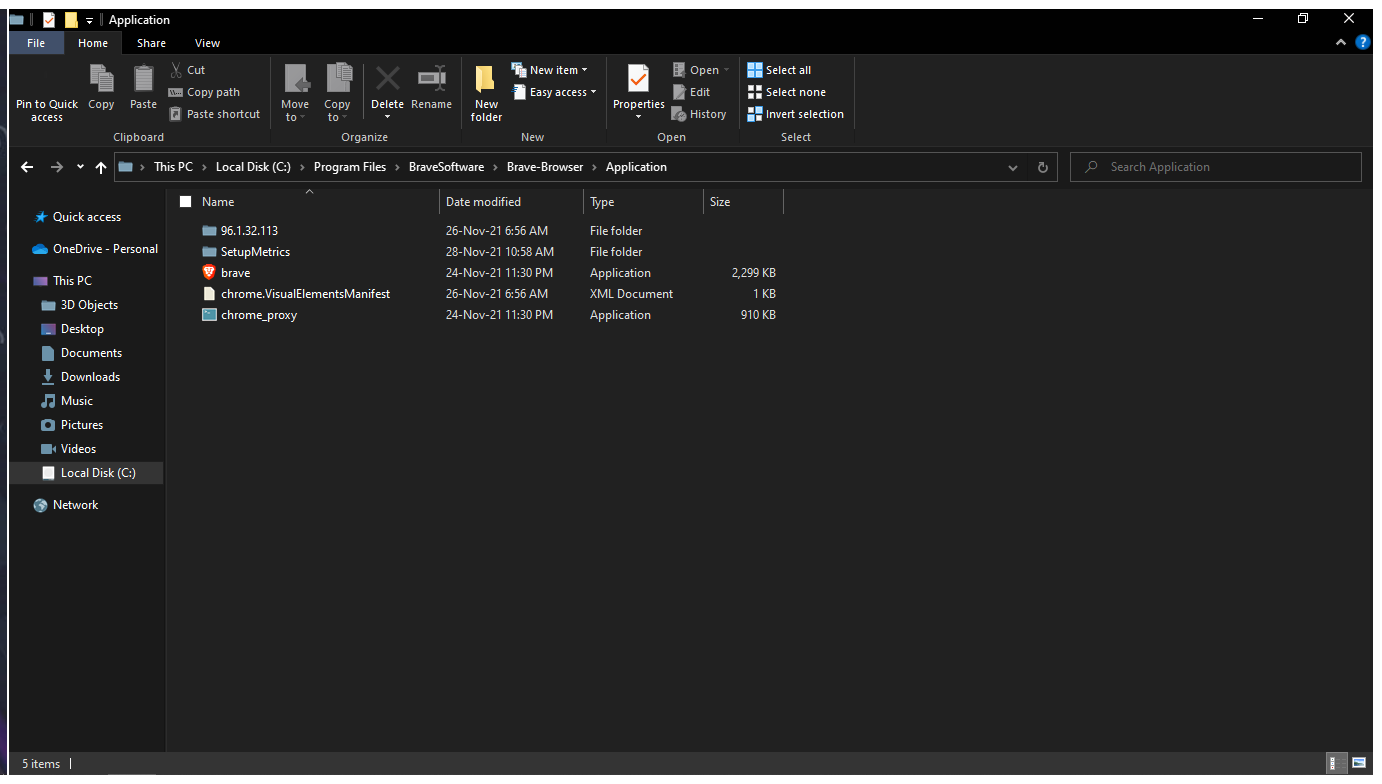 Application
File Home Share View
Pin to Quick access
Copy
Paste
Cut
Copy path
Paste shortcut
Clipboard
Move to
Copy to
Delete
Rename
Organize
New folder
New item
Easy access
New
Properties
Open
Edit
History
Open
Select all
Select none
Invert selection
Select
This PC > Local Disk (C:) > Program Files > BraveSoftware > Brave-Browser > Application
Search Application
Quick access
OneDrive - Personal
This PC
3D Objects
Desktop
Documents
Downloads
Music
Pictures
Videos
Local Disk (C:)
Network
Name Date modified Type Size
96.1.32.113 26-Nov-21 6:56 AM File folder
SetupMetrics 28-Nov-21 10:58 AM File folder
brave 24-Nov-21 11:30 PM Application 2,299 KB
chrome.VisualElementsManifest 26-Nov-21 6:56 AM XML Document 1 KB
chrome_proxy 24-Nov-21 11:30 PM Application 910 KB
5 items